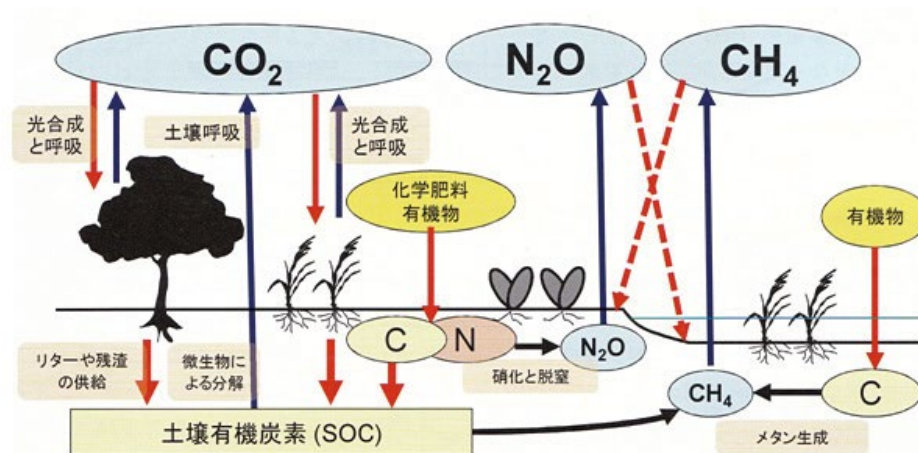 CO₂
N₂O
CH₄
光合成
と呼吸
土壌呼吸
光合成
と呼吸
化学肥料
有機物
有機物
C
N
N₂O
硝化と脱窒
リターや残渣
の供給
微生物に
よる分解
CH₄
C
メタン生成
土壌有機炭素 (SOC)